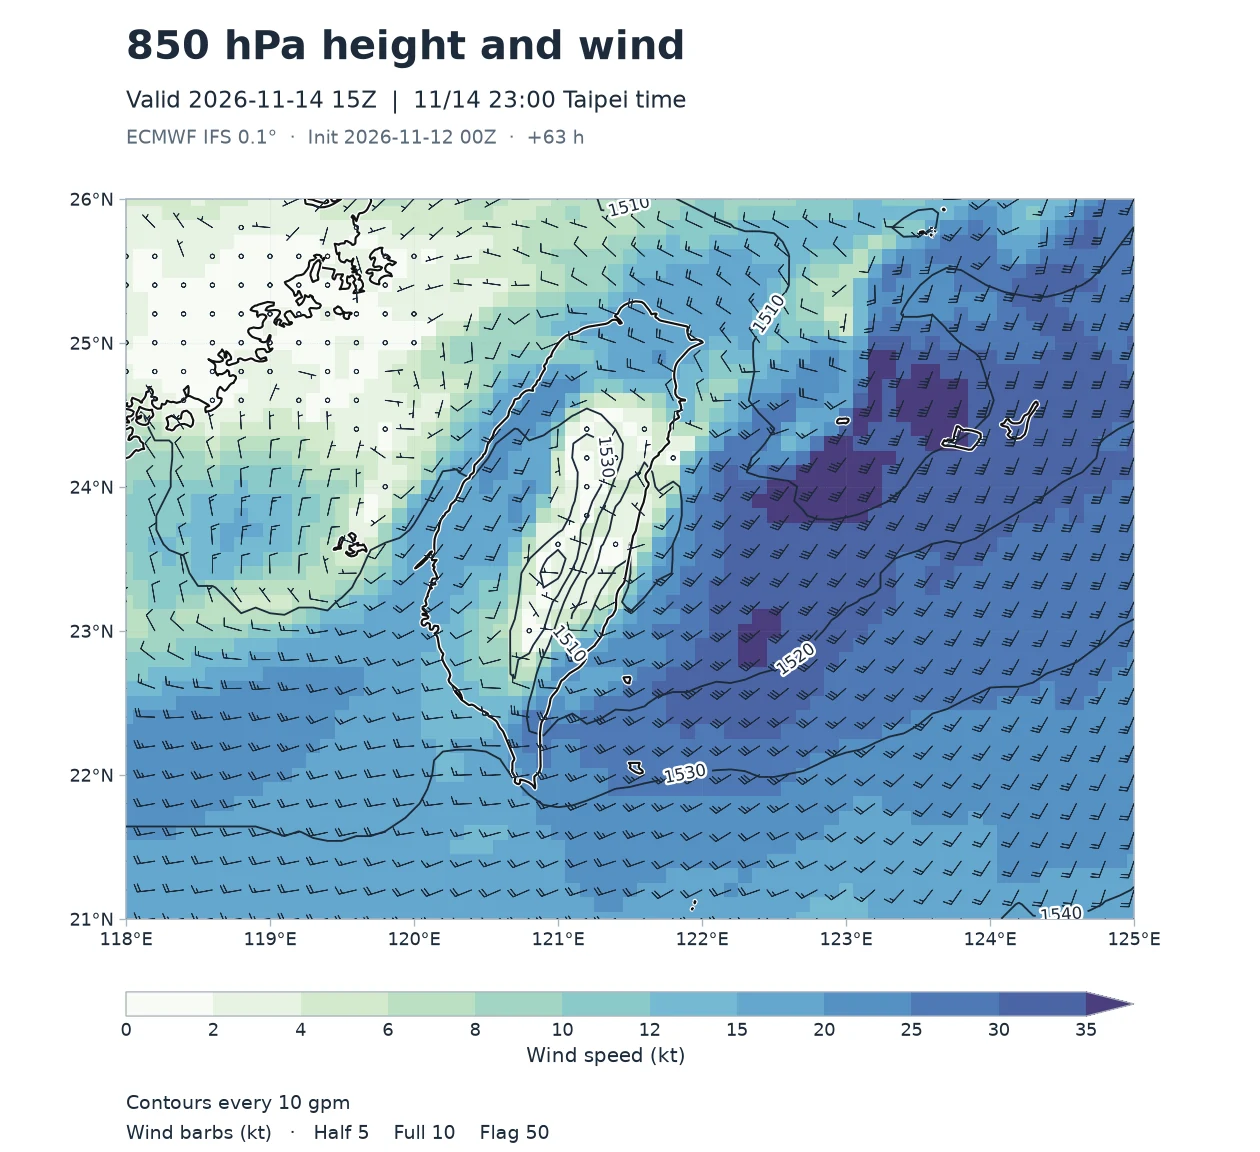 850 hPa height and wind
Valid 2026-11-14 15Z | 11/14 23:00 Taipei time
ECMWF IFS 0.1° · Init 2026-11-12 00Z · +63 h
26°N
25°N
24°N
23°N
22°N
21°N
1510
1510
1530
1510
1520
1530
1540
118°E 119°E 120°E 121°E 122°E 123°E 124°E 125°E
0 2 4 6 8 10 12 15 20 25 30 35
Wind speed (kt)
Contours every 10 gpm
Wind barbs (kt) · Half 5 Full 10 Flag 50